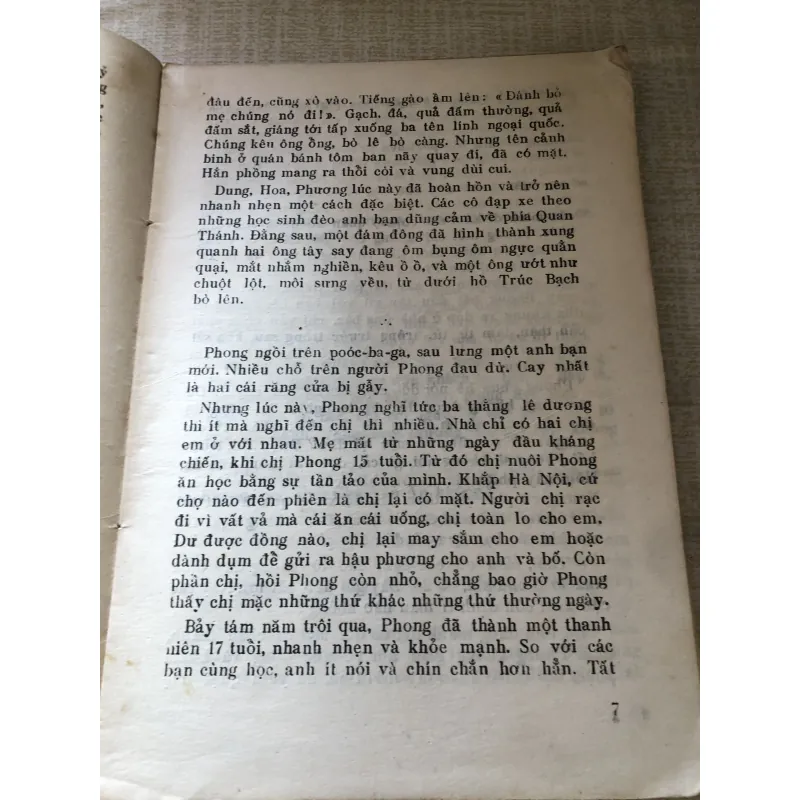 ỷ
g
,
đâu đến, cũng xô vào. Tiếng gào ầm lên: « Đánh bỏ
mẹ chúng nó đi!». Gạch, đá, quả đấm thường, quả
đấm sắt, giáng tới tấp xuống ba tên lính ngoại quốc.
Chúng kêu ông ổng, bò lê bò càng. Nhưng tên cảnh
binh ở quán bánh tôm ban nãy quay đi, đã có mặt.
Hắn phồng mang ra thổi còi và vung dùi cui.
Dung, Hoa, Phương lúc này đã hoàn hồn và trở nên
nhanh nhẹn một cách đặc biệt. Các cô đạp xe theo
những học sinh đèo anh bạn dũng cảm về phía Quan
Thánh. Đằng sau, một đám đông đã hình thành xung
quanh hai ông tây say đang ôm bụng ôm ngực quằn
quại, mắt nhắm nghiền, kêu ồ ồ, và một ông ướt như
chuột lột, môi sưng vều, từ dưới hồ Trúc Bạch
bò lên.
Phong ngồi trên poóc-ba-ga, sau lưng một anh bạn
mới. Nhiều chỗ trên người Phong đau dừ. Cay nhất
là hai cái răng cửa bị gẫy.
Nhưng lúc này, Phong nghĩ tức ba thằng lê dương
thì ít mà nghĩ đến chị thì nhiều. Nhà chỉ có hai chị
em ở với nhau. Mẹ mất từ những ngày đầu kháng
chiến, khi chị Phong 15 tuổi. Từ đó chị nuôi Phong
ăn học bằng sự tần tảo của mình. Khắp Hà Nội, cứ
chợ nào đến phiên là chị lại có mặt. Người chị rạc
đi vì vất vả mà cái ăn cái uống, chị toàn lo cho em.
Dư được đồng nào, chị lại may sắm cho em hoặc
dành dụm để gửi ra hậu phương cho anh và bố. Còn
phần chị, hồi Phong còn nhỏ, chẳng bao giờ Phong
thấy chị mặc những thứ khác những thứ thường ngày.
Bảy tám năm trôi qua, Phong đã thành một thanh
niên 17 tuổi, nhanh nhẹn và khỏe mạnh. So với các
bạn cùng học, anh ít nói và chín chắn hơn hẳn. Tất
7